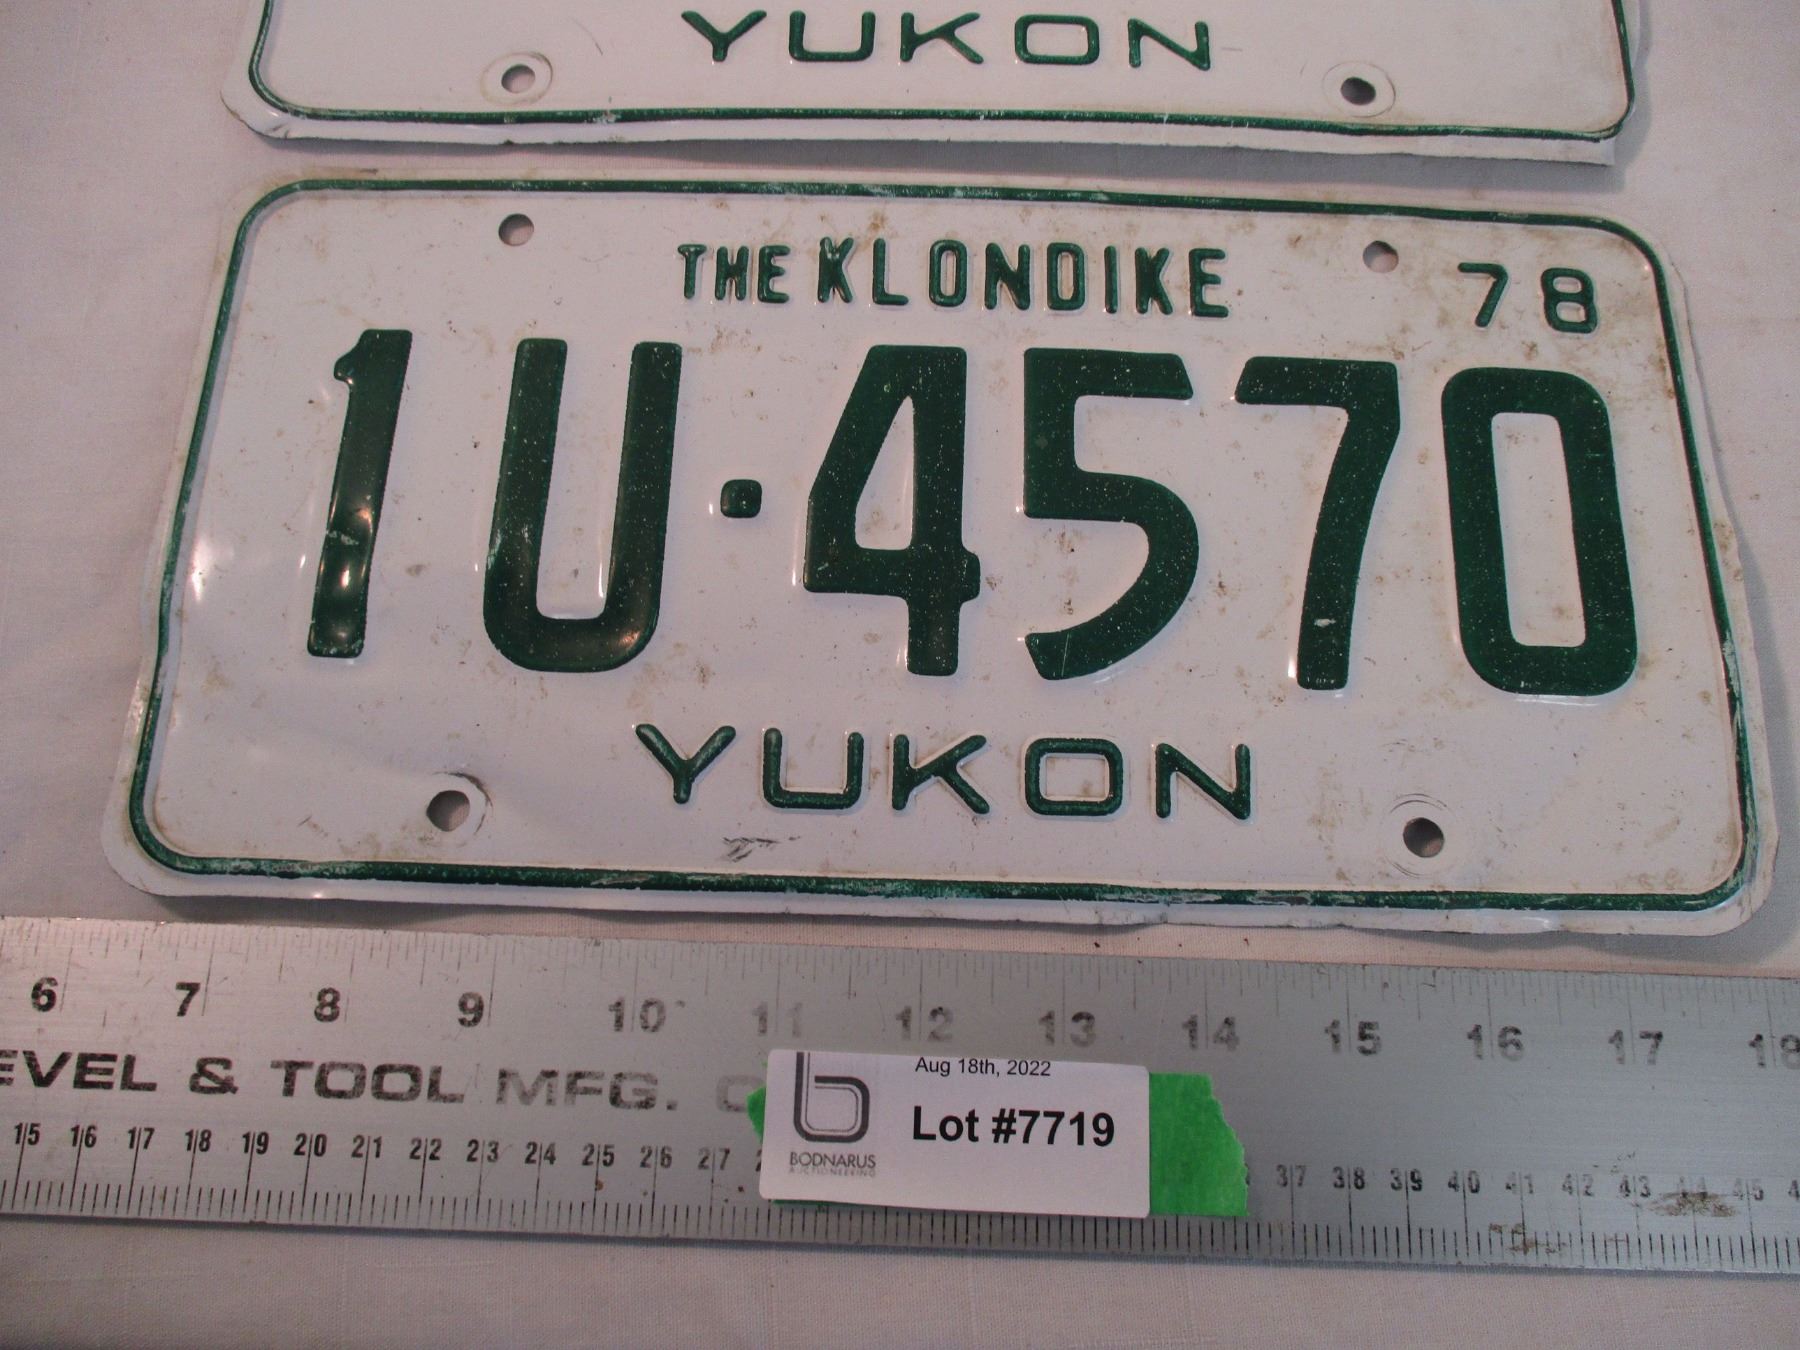 YUKON
THE KLONDIKE 78
1U·4570
YUKON
6 7 8 9 10 11 12 13 14 15 16 17 18
EVEL & TOOL MFG. C
Aug 18th, 2022
Lot #7719
BODNARUS
AUCTIONEERING
15 16 17 18 19 20 21 22 23 24 25 26 27 37 38 39 40 41 42 43 44 45